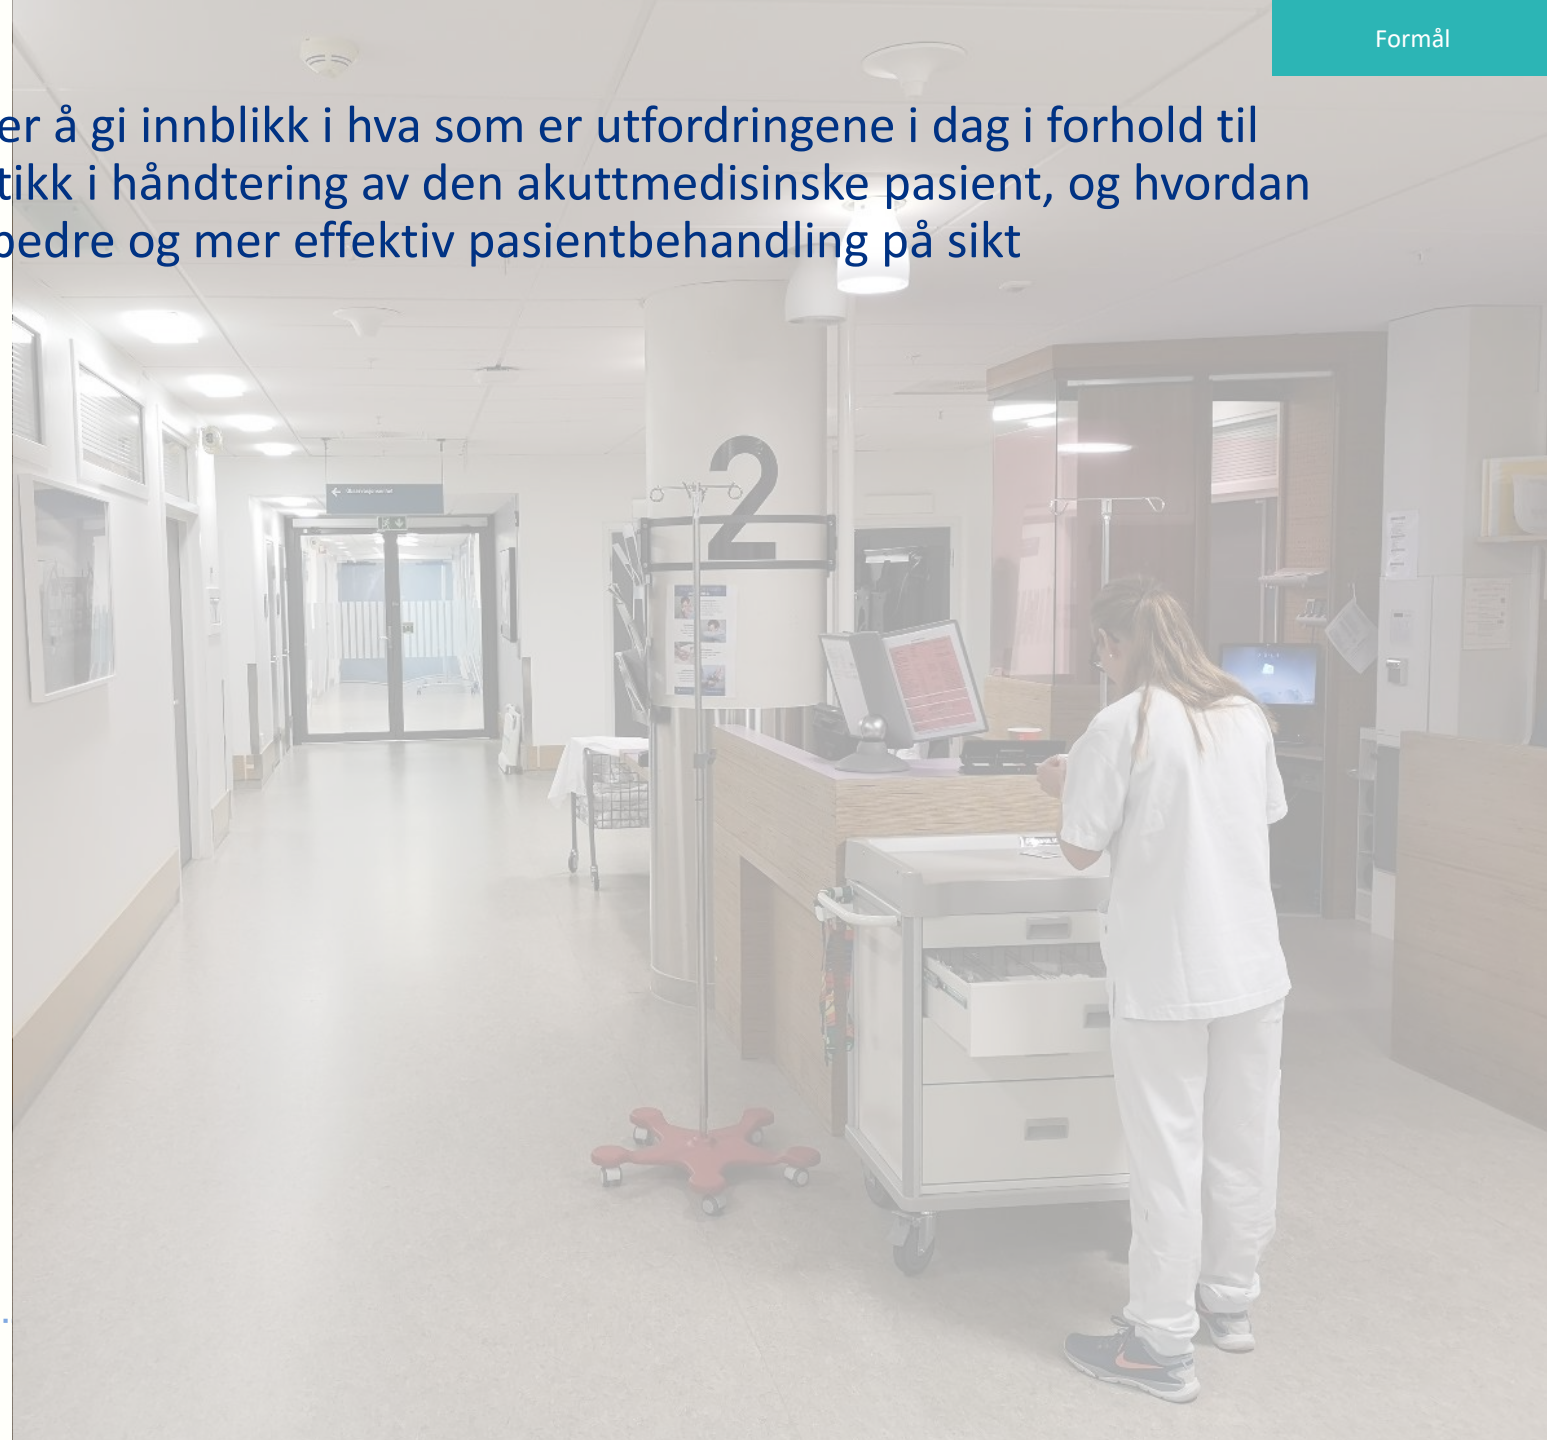 Formål
er å gi innblikk i hva som er utfordringene i dag i forhold til
tikk i håndtering av den akuttmedisinske pasient, og hvordan
bedre og mer effektiv pasientbehandling på sikt
2